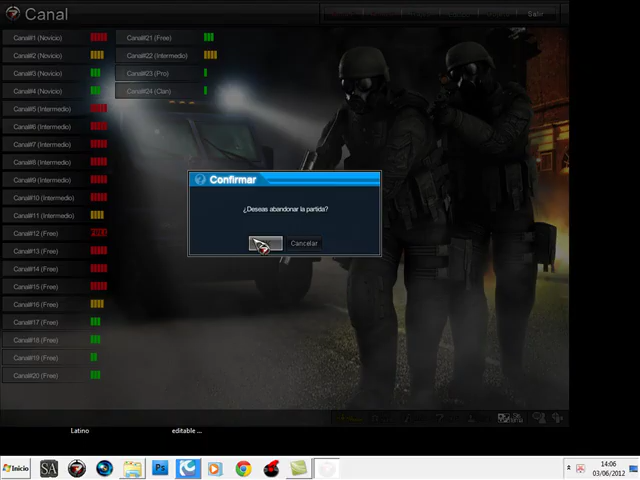 Canal
Salir
Canal#1 (Novicio)
Canal#2 (Novicio)
Canal#3 (Novicio)
Canal#4 (Novicio)
Canal#5 (Intermedio)
Canal#6 (Intermedio)
Canal#7 (Intermedio)
Canal#8 (Intermedio)
Canal#9 (Intermedio)
Canal#10 (Intermedio)
Canal#11 (Intermedio)
Canal#12 (Free)
Canal#13 (Free)
Canal#14 (Free)
Canal#15 (Free)
Canal#16 (Free)
Canal#17 (Free)
Canal#18 (Free)
Canal#19 (Free)
Canal#20 (Free)
Canal#21 (Free)
Canal#22 (Intermedio)
Canal#23 (Pro)
Canal#24 (Clan)
Confirmar
¿Deseas abandonar la partida?
Cancelar
Latino
editable ...
Inicio
SA
Ps
14:06
03/06/2012